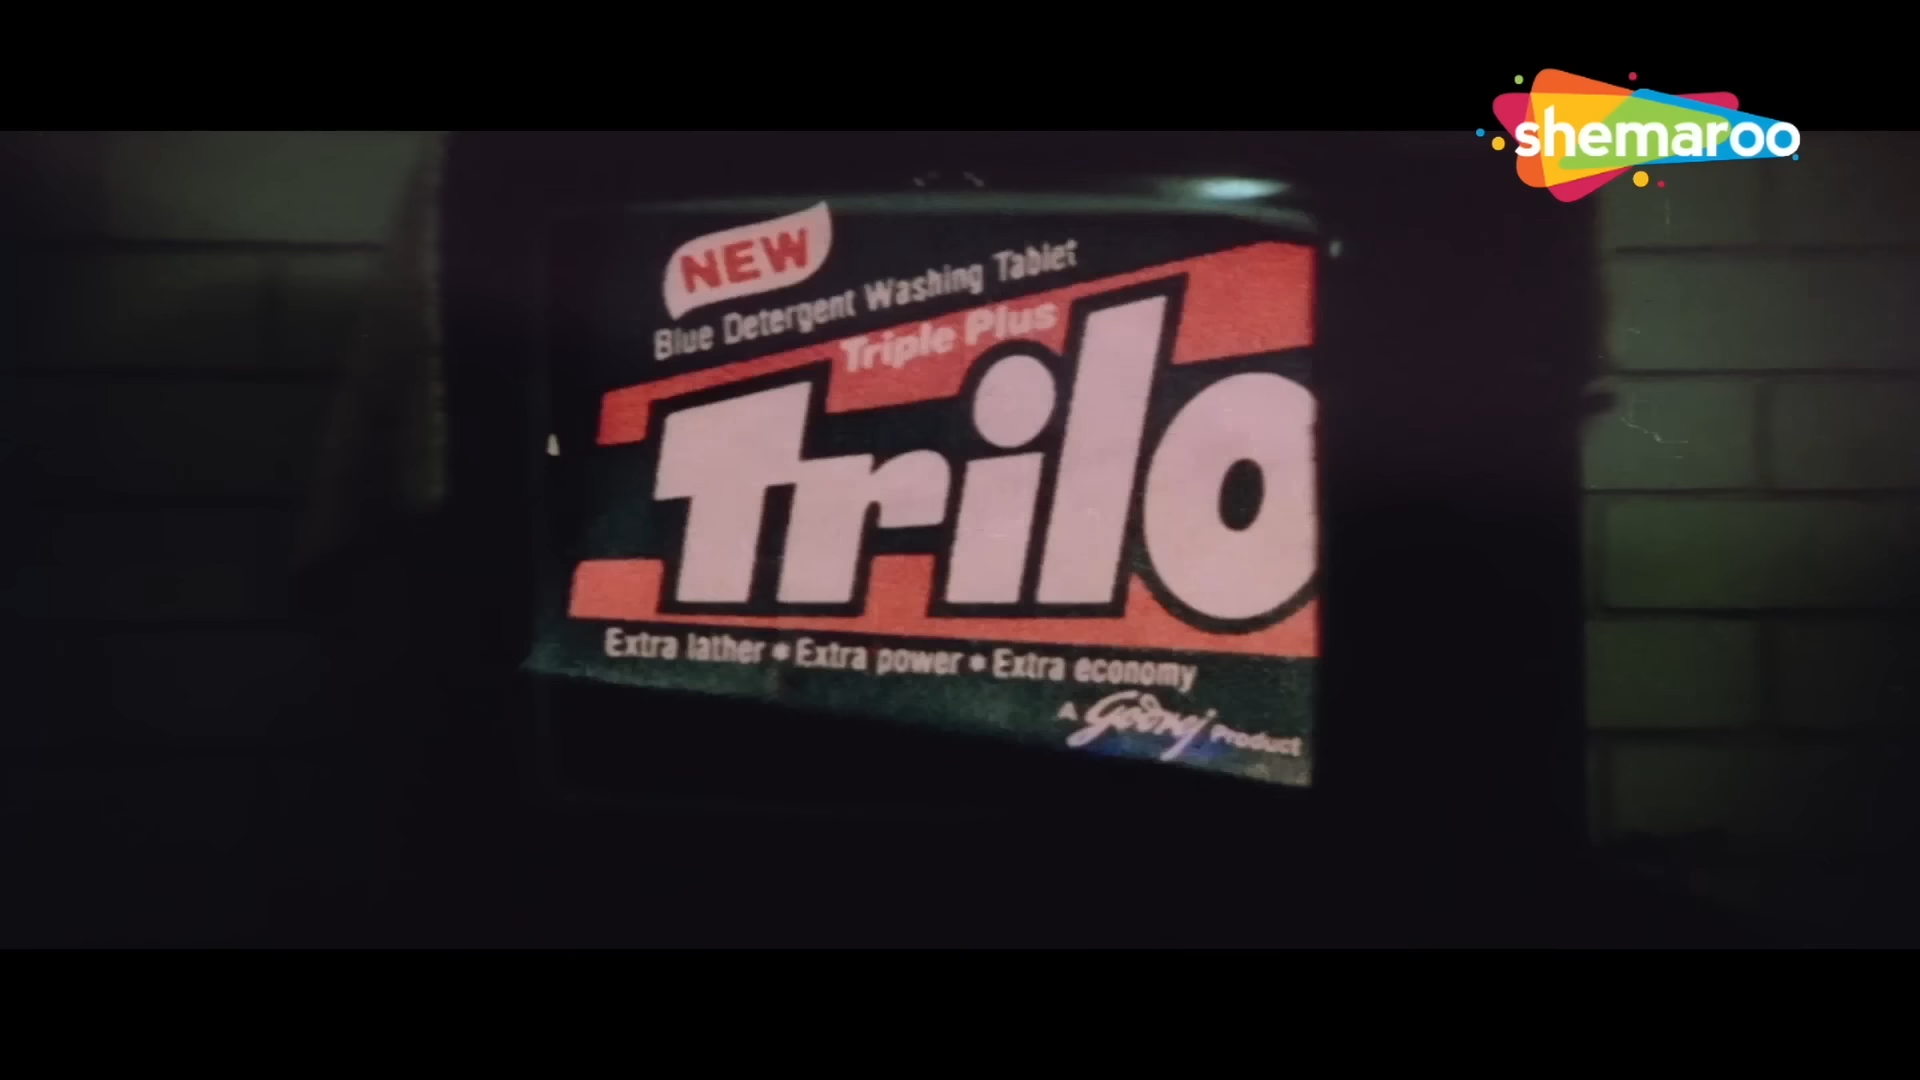 shemaroo
NEW
Blue Detergent Washing Tablet
Triple Plus
Trilo
Extra lather * Extra power * Extra economy
A Godrej Product